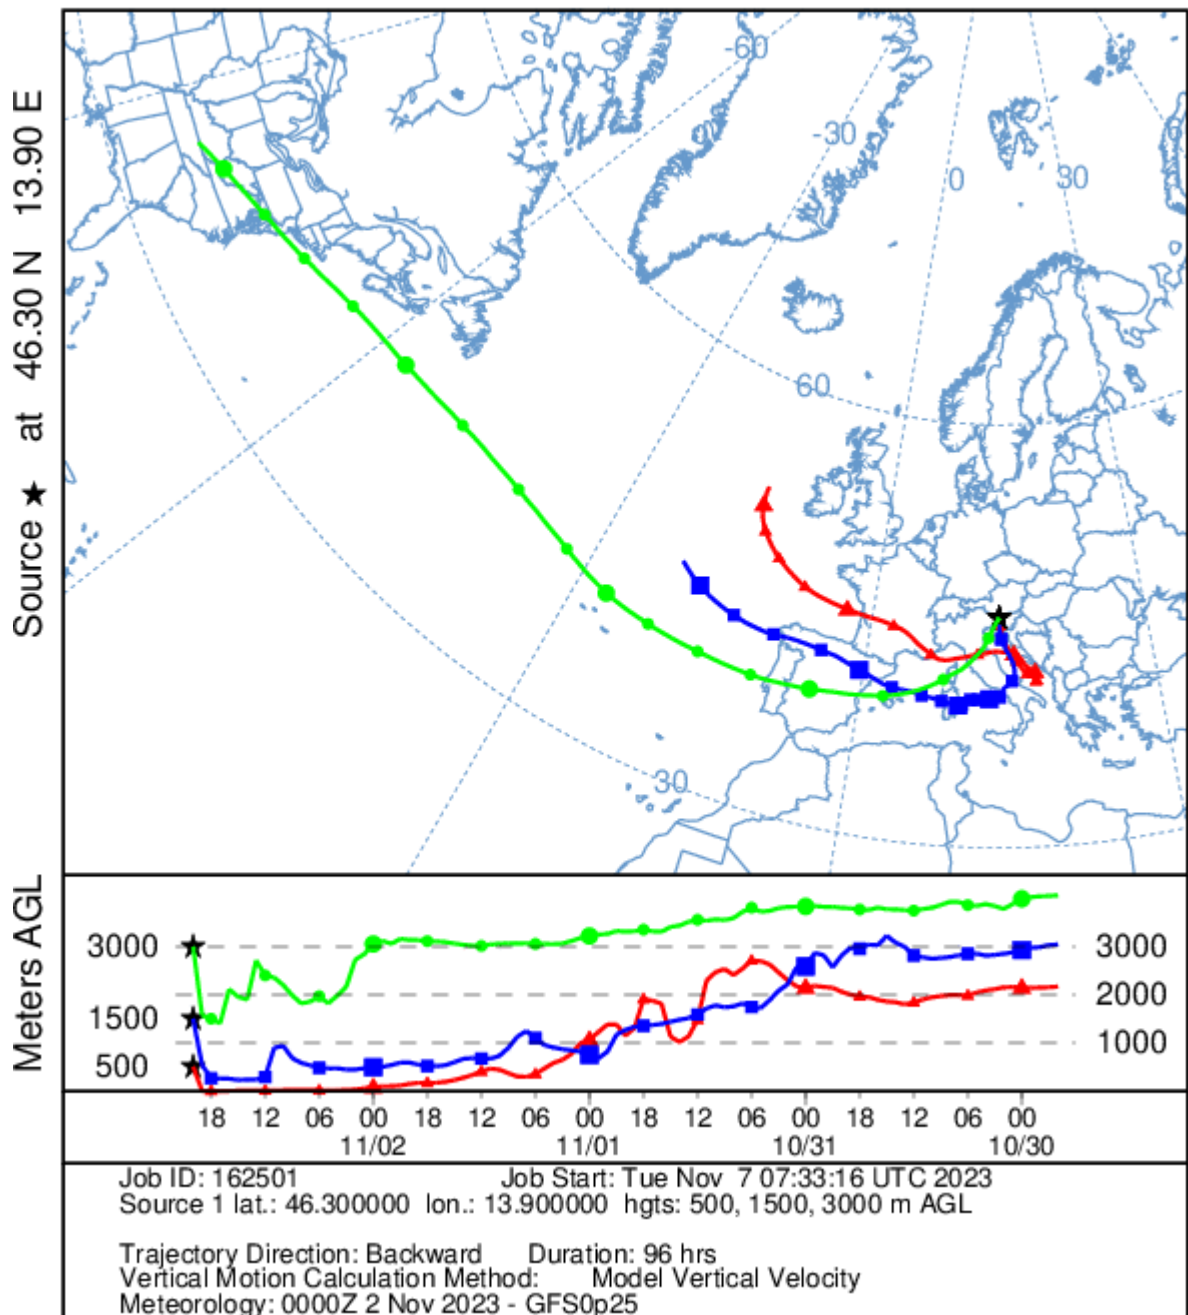 Source ★ at 46.30 N 13.90 E
-60
-30
0
30
60
30
Meters AGL
3000
1500
500
3000
2000
1000
18 12 06 00 18 12 06 00 18 12 06 00 18 12 06 00
11/02 11/01 10/31 10/30
Job ID: 162501 Job Start: Tue Nov 7 07:33:16 UTC 2023
Source 1 lat.: 46.300000 lon.: 13.900000 hgts: 500, 1500, 3000 m AGL
Trajectory Direction: Backward Duration: 96 hrs
Vertical Motion Calculation Method: Model Vertical Velocity
Meteorology: 0000Z 2 Nov 2023 - GFS0p25